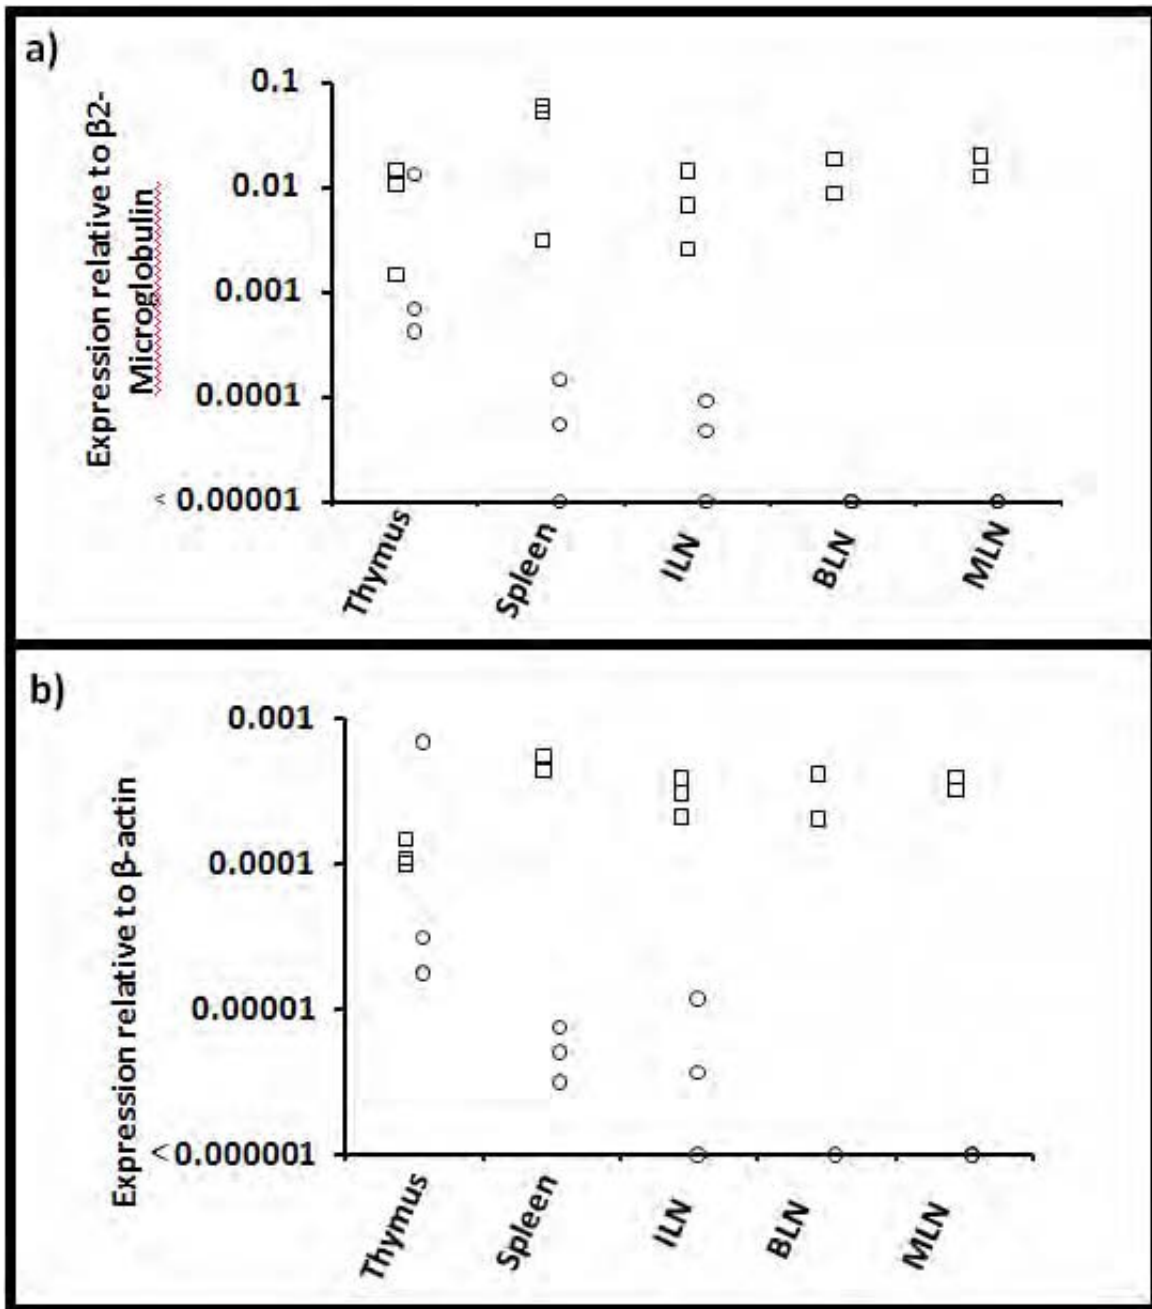 a)
Expression relative to β2-
Microglobulin
0.1
0.01
0.001
0.0001
< 0.00001
Thymus
Spleen
ILN
BLN
MLN
b)
Expression relative to β-actin
0.001
0.0001
0.00001
<0.000001
Thymus
Spleen
ILN
BLN
MLN